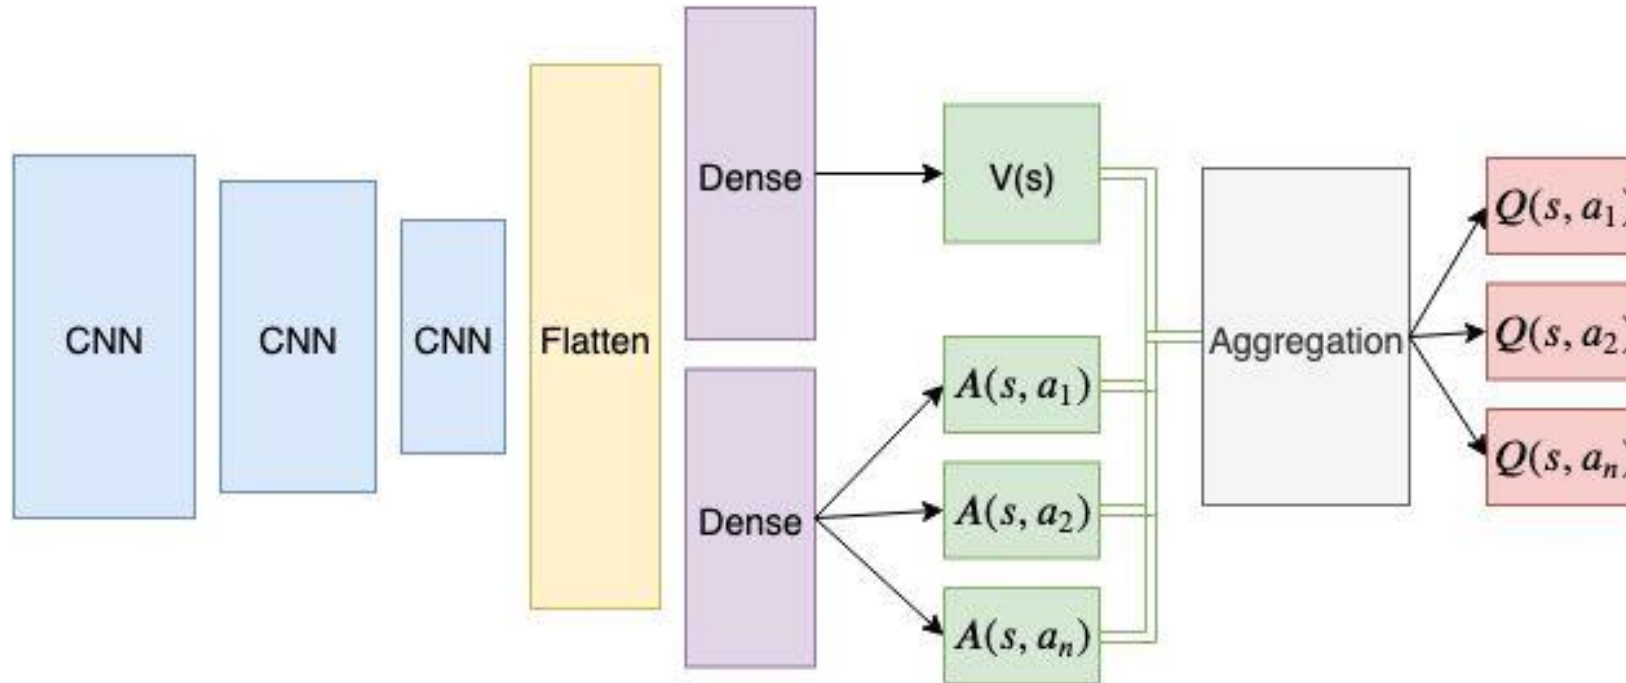 CNN
CNN
CNN
Flatten
Dense
Dense
V(s)
A(s, a₁)
A(s, a₂)
A(s, aₙ)
Aggregation
Q(s, a₁)
Q(s, a₂)
Q(s, aₙ)